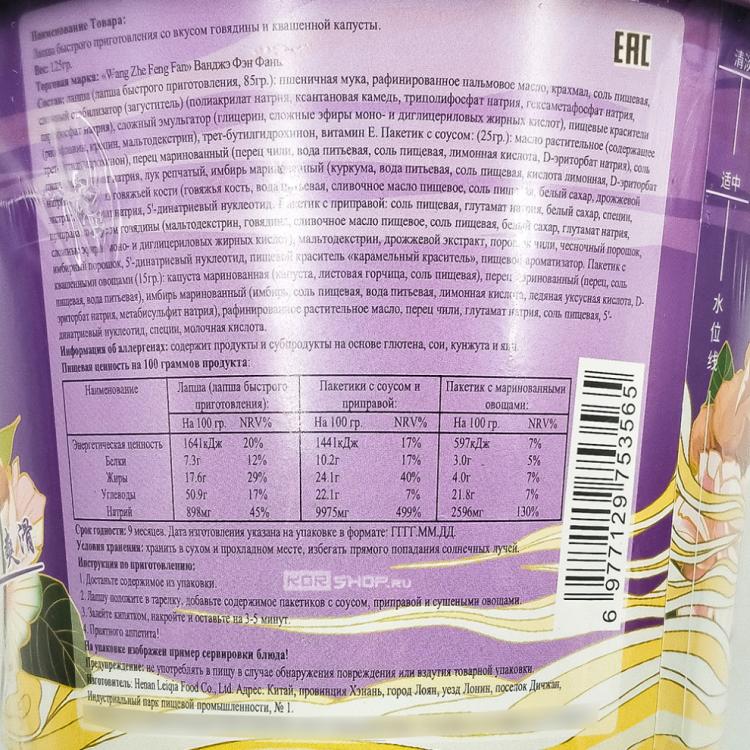 Наименование Товара:
Лапша быстрого приготовления со вкусом говядины и квашенной капусты.
Вес: 125гр.
Торговая марка: «Wang Zhe Feng Fan» Ванджэ Фэн Фань.
Состав: лапша (лапша быстрого приготовления, 85гр.): пшеничная мука, рафинированное пальмовое масло, крахмал, соль пищевая,
сложный стабилизатор (загуститель) (полиакрилат натрия, ксантановая камедь, триполифосфат натрия, гексаметафосфат натрия,
фосфат натрия), сложный эмульгатор (глицерин, сложные эфиры моно- и диглицериловых жирных кислот), пищевые красители
мальтодекстрин), трет-бутилгидрохинон, витамин Е. Пакетик с соусом: (25гр.): масло растительное (содержащее
перец маринованный (перец чили, вода питьевая, соль пищевая, лимонная кислота, D-эриторбат натрия), соль
лук репчатый, имбирь маринованный (куркума, вода питьевая, соль пищевая, кислота лимонная, D-эриторбат
говяжьей кости (говяжья кость, вода питьевая, сливочное масло пищевое, соль пищевая, белый сахар, дрожжевой
натрия, 5'-динатриевый нуклеотид. Пакетик с приправой: соль пищевая, глутамат натрия, белый сахар, специи,
говядины (мальтодекстрин, говядина, сливочное масло пищевое, соль пищевая, белый сахар, глутамат натрия,
моно- и диглицериловых жирных кислот), мальтодекстрин, дрожжевой экстракт, порошок чили, чесночный порошок,
имбирный порошок, 5'-динатриевый нуклеотид, пищевой краситель «карамельный краситель», пищевой ароматизатор. Пакетик с
квашенными овощами (15гр.): капуста маринованная (капуста, листовая горчица, соль пищевая), перец маринованный (перец, соль
пищевая, вода питьевая), имбирь маринованный (имбирь, соль пищевая, вода питьевая, лимонная кислота, ледяная уксусная кислота, D-
эриторбат натрия, метабисульфит натрия), рафинированное растительное масло, перец чили, глутамат натрия, соль пищевая, 5'-
динатриевый нуклеотид, специи, молочная кислота.
Информация об аллергенах: содержит продукты и субпродукты на основе глютена, сои, кунжута и яиц.
Пищевая ценность на 100 граммов продукта:
Наименование Лапша (лапша быстрого приготовления): Пакетики с соусом и приправой: Пакетик с маринованными овощами:
На 100 гр. NRV% На 100 гр. NRV% На 100 гр. NRV%
Энергетическая ценность 1641кДж 20% 1441кДж 17% 597кДж 7%
Белки 7.3г 12% 10.2г 17% 3.0г 5%
Жиры 17.6г 29% 24.1г 40% 4.0г 7%
Углеводы 50.9г 17% 22.1г 7% 21.8г 7%
Натрий 898мг 45% 9975мг 499% 2596мг 130%
Срок годности: 9 месяцев. Дата изготовления указана на упаковке в формате: ГГГГ.ММ.ДД.
Условия хранения: хранить в сухом и прохладном месте, избегать прямого попадания солнечных лучей.
Инструкция по приготовлению:
1. Достаньте содержимое из упаковки.
2. Лапшу положите в тарелку, добавьте содержимое пакетиков с соусом, приправой и сушеными овощами.
3. Залейте кипятком, накройте и оставьте на 3-5 минут.
4. Приятного аппетита!
На упаковке изображен пример сервировки блюда!
Предупреждение: не употреблять в пищу в случае обнаружения повреждения или вздутия товарной упаковки.
Изготовитель: Henan Leiqia Food Co., Ltd. Адрес. Китай, провинция Хэнань, город Лоян, уезд Лонин, поселок Дичжан,
Индустриальный парк пищевой промышленности, № 1.
EAC
6 977129 753565
KORSHOP.RU
适中
水位线
爽滑